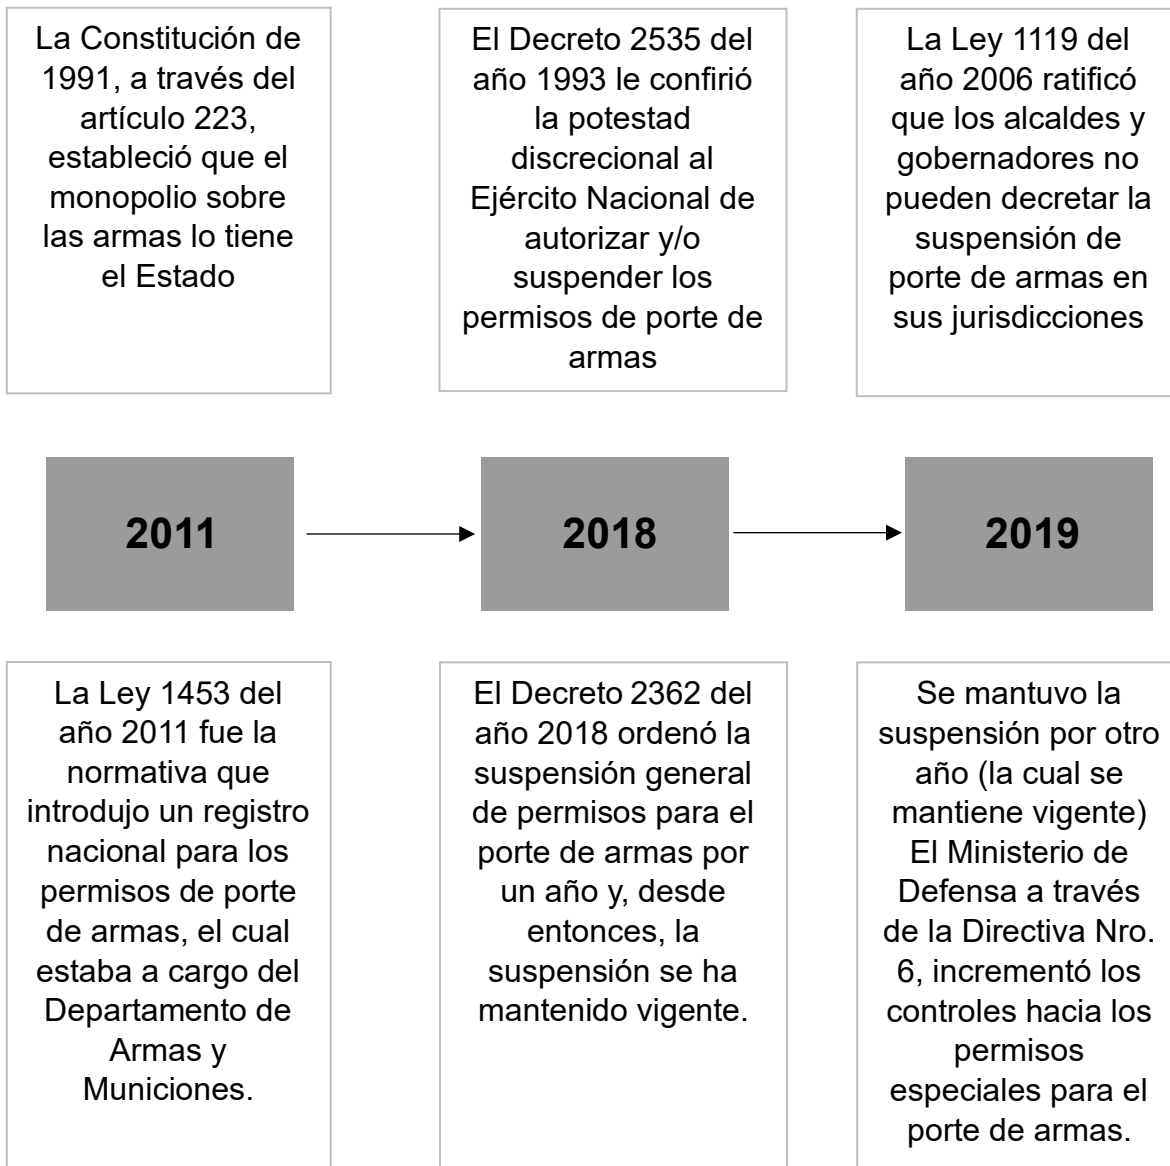 La Constitución de
1991, a través del
artículo 223,
estableció que el
monopolio sobre
las armas lo tiene
el Estado
El Decreto 2535 del
año 1993 le confirió
la potestad
discrecional al
Ejército Nacional de
autorizar y/o
suspender los
permisos de porte de
armas
La Ley 1119 del
año 2006 ratificó
que los alcaldes y
gobernadores no
pueden decretar la
suspensión de
porte de armas en
sus jurisdicciones
2011
2018
2019
La Ley 1453 del
año 2011 fue la
normativa que
introdujo un registro
nacional para los
permisos de porte
de armas, el cual
estaba a cargo del
Departamento de
Armas y
Municiones.
El Decreto 2362 del
año 2018 ordenó la
suspensión general
de permisos para el
porte de armas por
un año y, desde
entonces, la
suspensión se ha
mantenido vigente.
Se mantuvo la
suspensión por otro
año (la cual se
mantiene vigente)
El Ministerio de
Defensa a través
de la Directiva Nro.
6, incrementó los
controles hacia los
permisos
especiales para el
porte de armas.